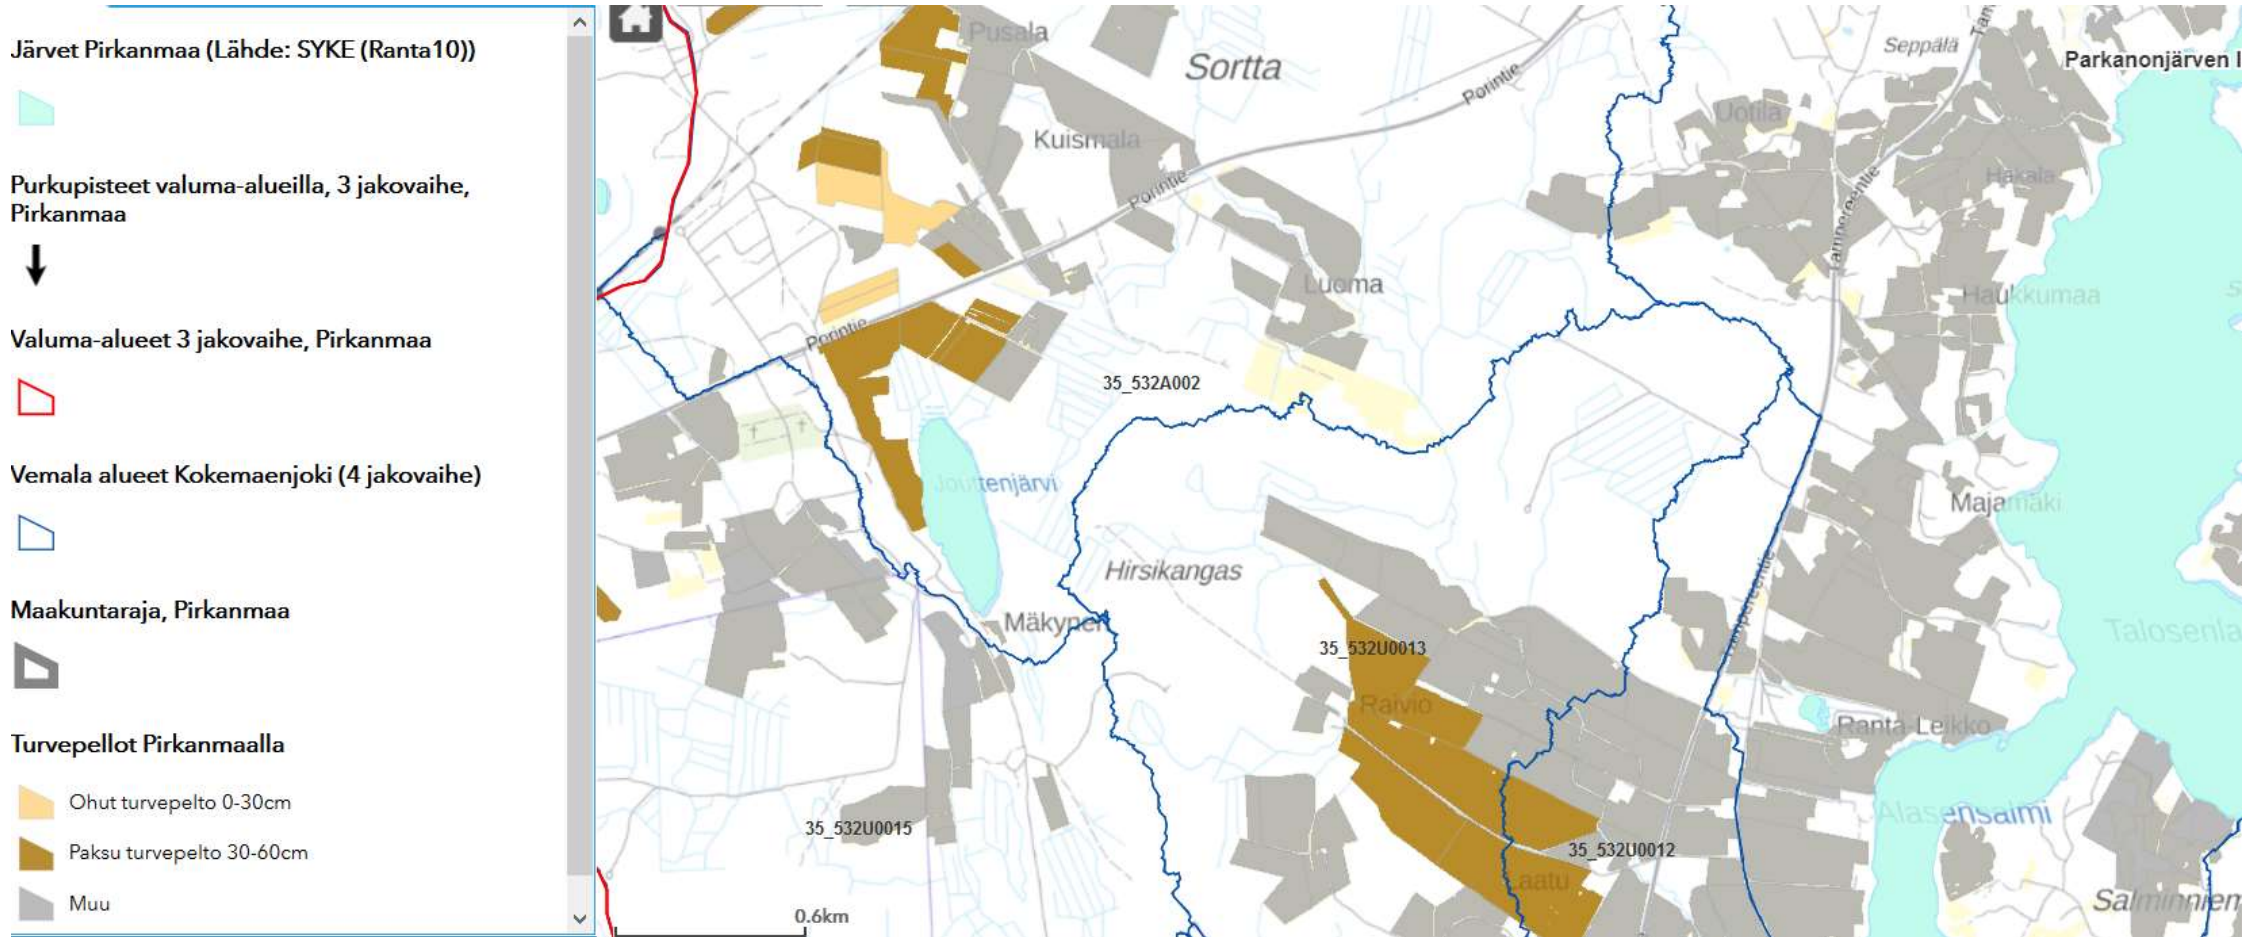 Järvet Pirkanmaa (Lähde: SYKE (Ranta10))
Purkupisteet valuma-alueilla, 3 jakovaihe,
Pirkanmaa
Valuma-alueet 3 jakovaihe, Pirkanmaa
Vemala alueet Kokemaenjoki (4 jakovaihe)
Maakuntaraja, Pirkanmaa
Turvepellot Pirkanmaalla
Ohut turvepelto 0-30cm
Paksu turvepelto 30-60cm
Muu
Pusala
Sortta
Seppälä
Parkanonjärven
Porintie
Uotila
Kuismala
Hakala
Porintie
Tampereentie
Luoma
Haukkumaa
Porintie
35_532A002
Jouttenjärvi
Majamäki
Hirsikangas
Mäkynen
Tampereentie
Talosenla
35_532U0013
Raivio
Ranta-Leikko
Alasensalmi
35_532U0015
35_532U0012
Laatu
Salminniem
0.6km